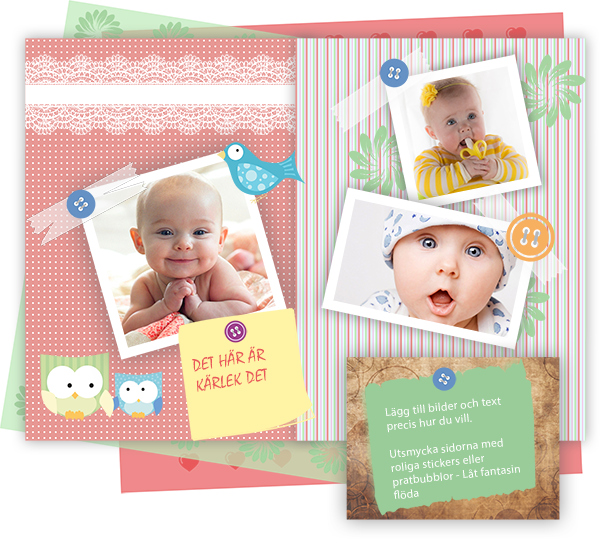 DET HÄR ÄR
KÄRLEK DET
Lägg till bilder och text
precis hur du vill.
Utsmycka sidorna med
roliga stickers eller
pratbubblor - Låt fantasin
flöda